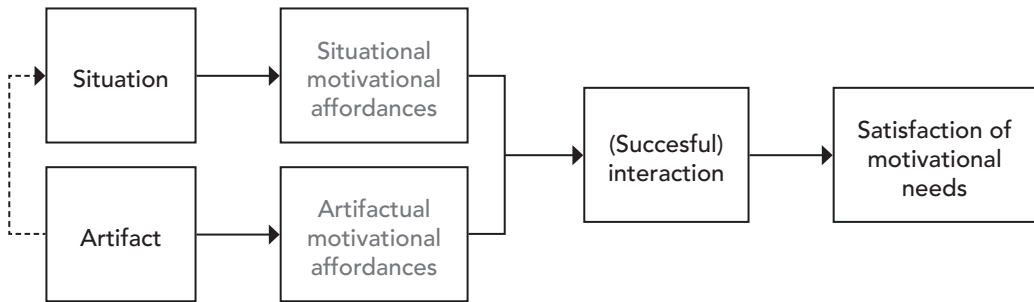 Situation
Situational
motivational
affordances
(Succesful)
interaction
Satisfaction of
motivational
needs
Artifact
Artifactual
motivational
affordances